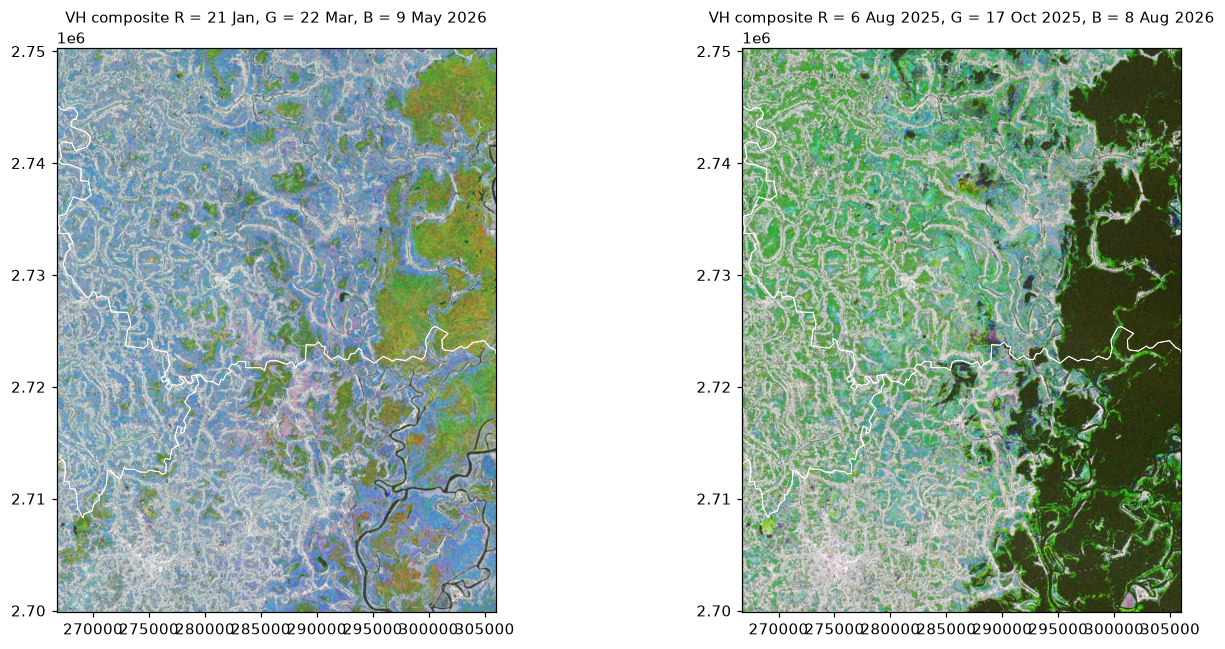 VH composite R = 21 Jan, G = 22 Mar, B = 9 May 2026
1e6
2.75
2.74
2.73
2.72
2.71
2.70
270000 275000 280000 285000 290000 295000 300000 305000
VH composite R = 6 Aug 2025, G = 17 Oct 2025, B = 8 Aug 2026
1e6
2.75
2.74
2.73
2.72
2.71
2.70
270000 275000 280000 285000 290000 295000 300000 305000